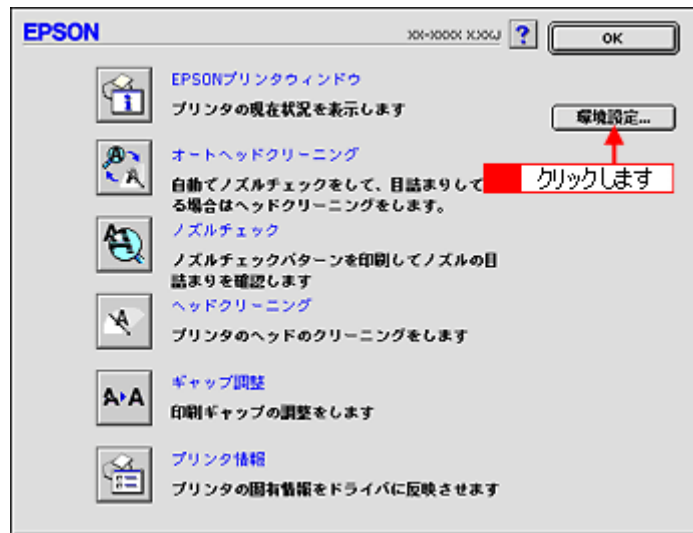 EPSON
XX-XXXX XXXJ ? OK
EPSONプリンタウィンドウ
プリンタの現在状況を表示します
環境設定...
オートヘッドクリーニング
クリックします
自動でノズルチェックをして、目詰まりして
る場合はヘッドクリーニングをします。
ノズルチェック
ノズルチェックパターンを印刷してノズルの目
詰まりを確認します
ヘッドクリーニング
プリンタのヘッドのクリーニングをします
ギャップ調整
印刷ギャップの調整をします
プリンタ情報
プリンタの固有情報をドライバに反映させます